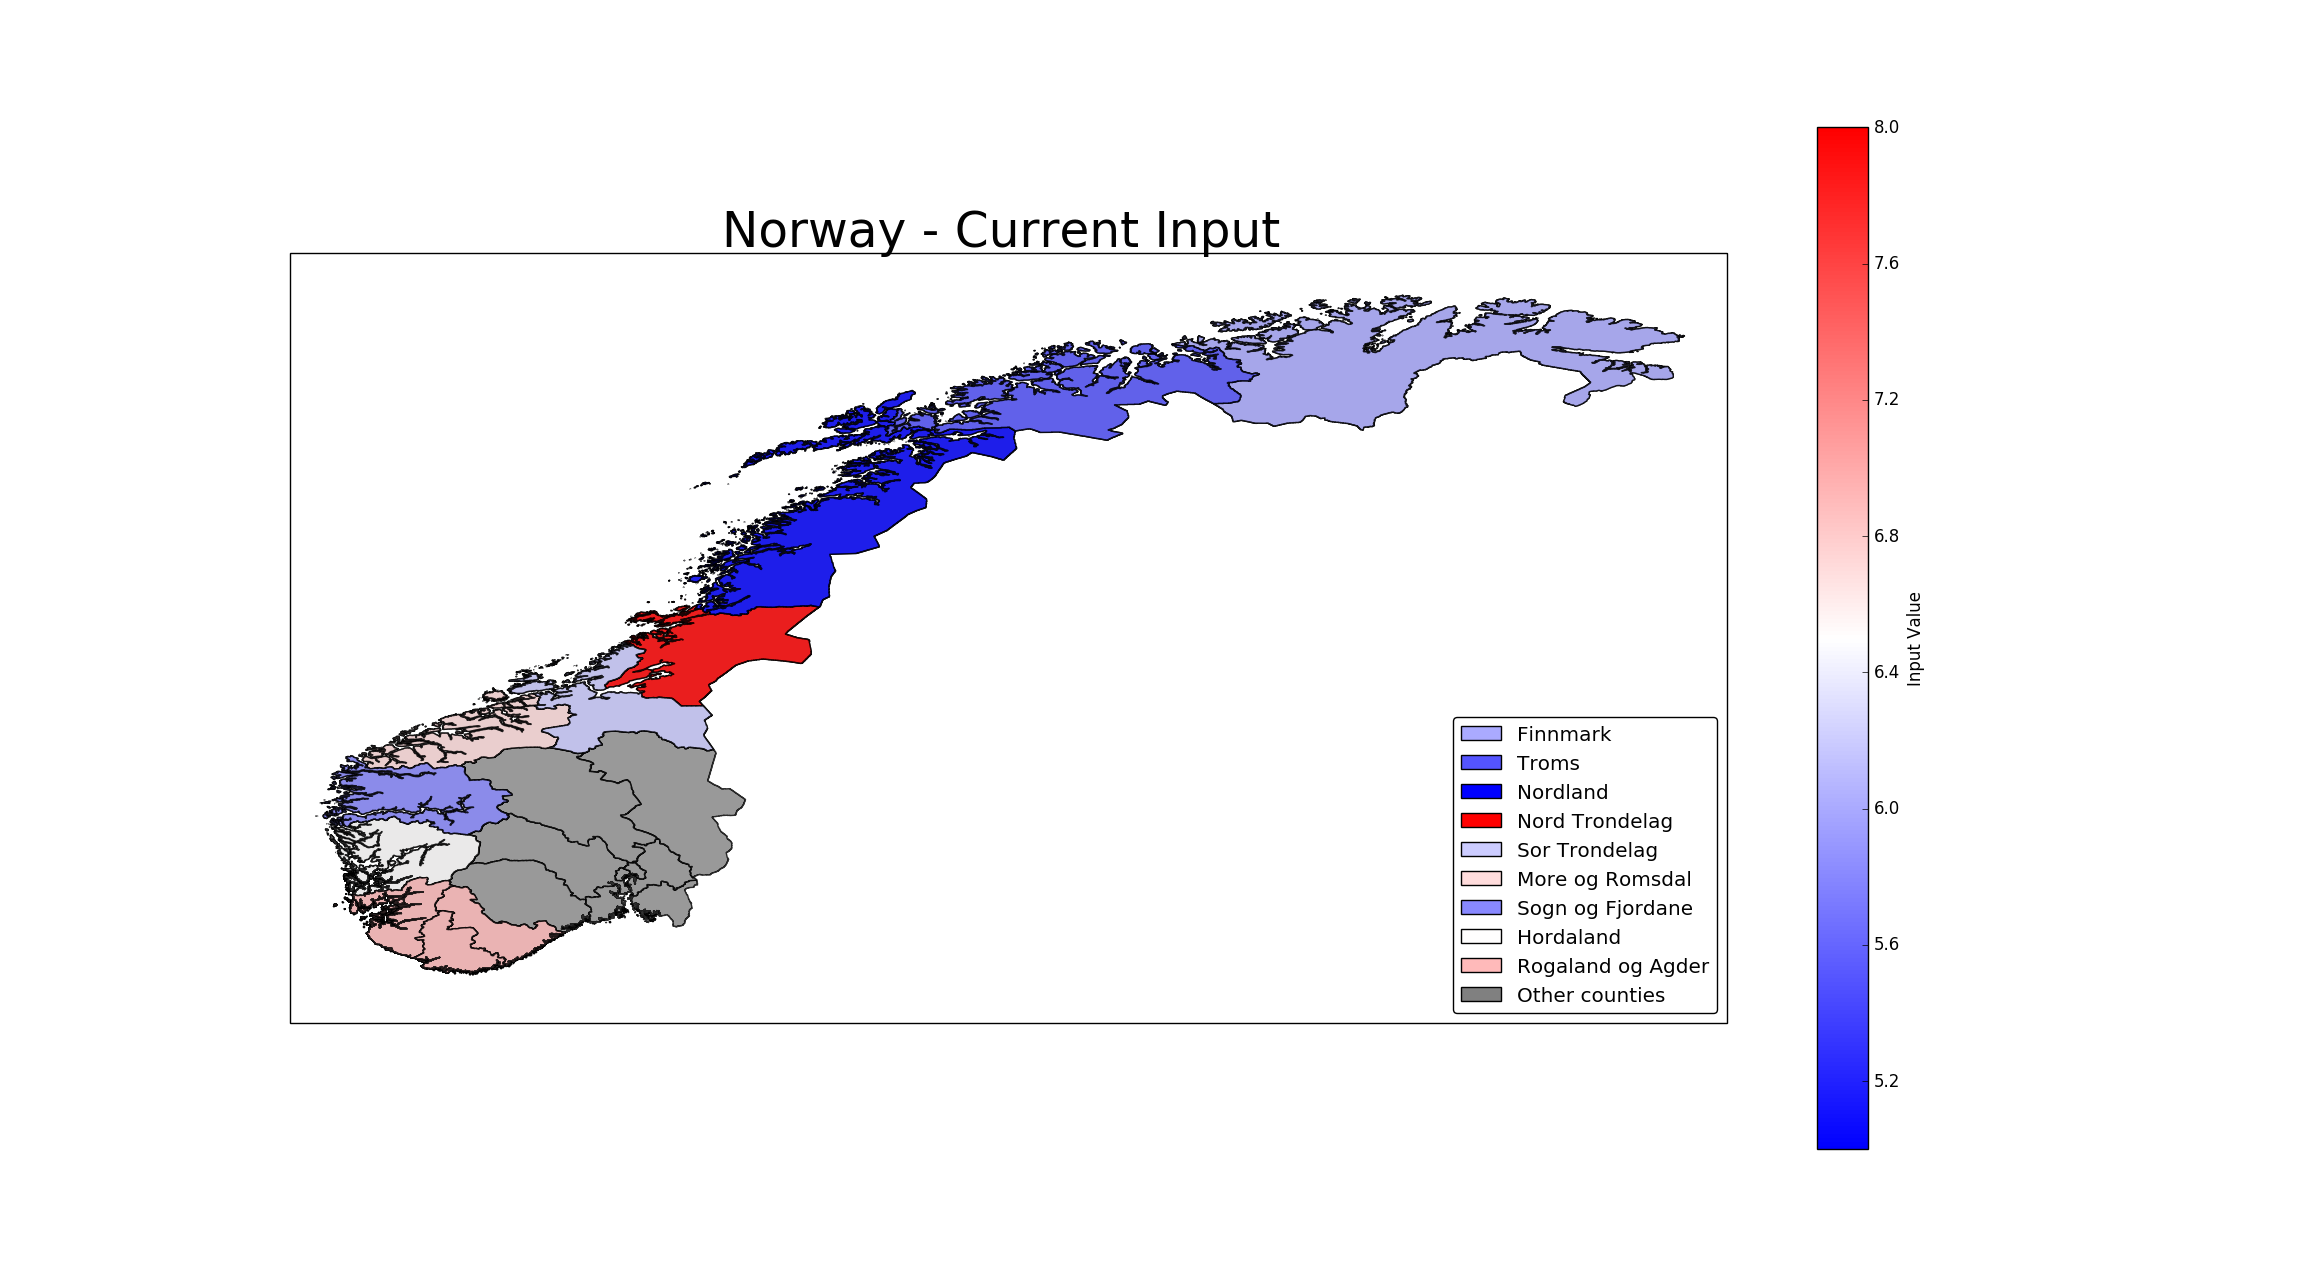 Norway - Current Input
Finnmark
Troms
Nordland
Nord Trondelag
Sor Trondelag
More og Romsdal
Sogn og Fjordane
Hordaland
Rogaland og Agder
Other counties
8.0
7.6
7.2
6.8
6.4
6.0
5.6
5.2
Input Value